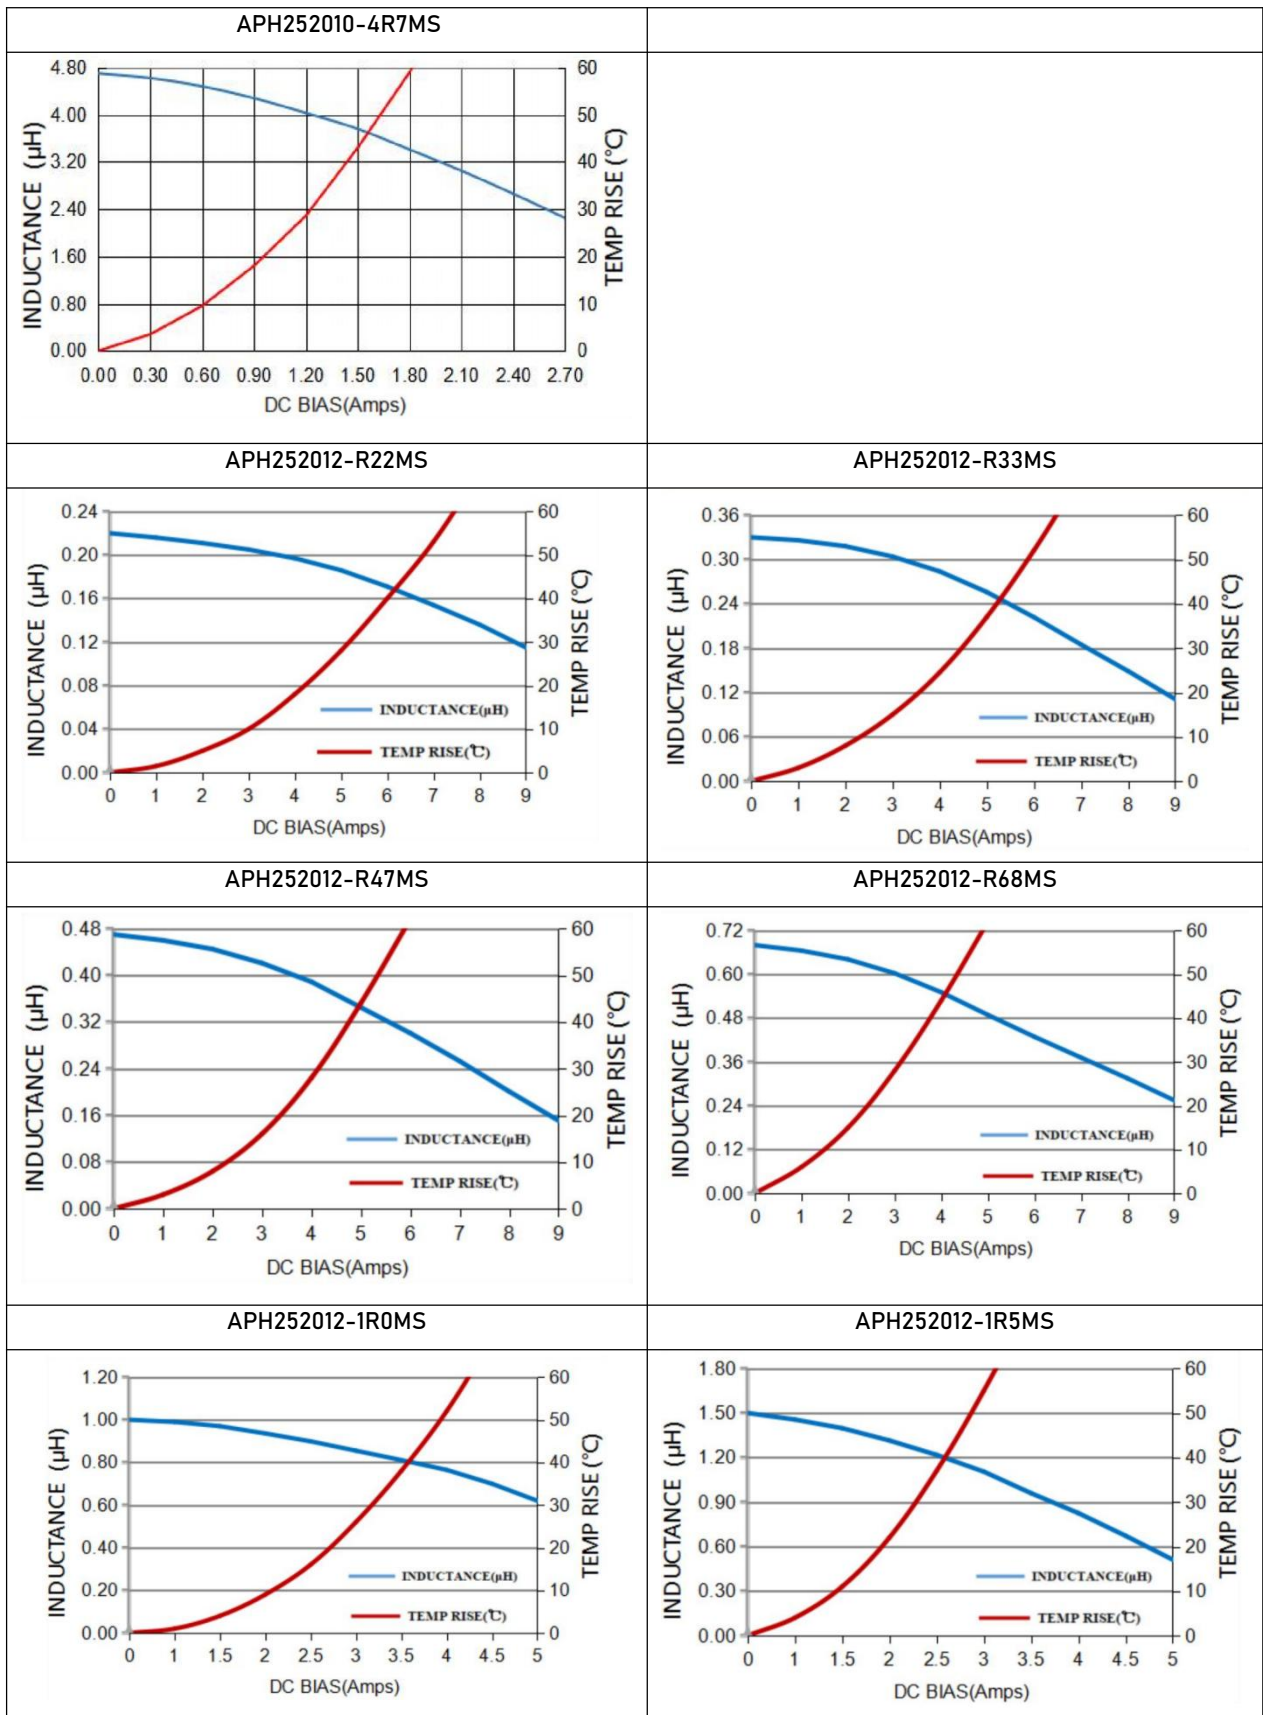 APH252010-4R7MS
INDUCTANCE (µH)
4.80
4.00
3.20
2.40
1.60
0.80
0.00
60
50
40
30
20
10
0
TEMP RISE (°C)
0.00 0.30 0.60 0.90 1.20 1.50 1.80 2.10 2.40 2.70
DC BIAS(Amps)
APH252012-R22MS
INDUCTANCE (µH)
0.24
0.20
0.16
0.12
0.08
0.04
0.00
60
50
40
30
20
10
0
TEMP RISE (°C)
INDUCTANCE(µH)
TEMP RISE(℃)
0 1 2 3 4 5 6 7 8 9
DC BIAS(Amps)
APH252012-R33MS
INDUCTANCE (µH)
0.36
0.30
0.24
0.18
0.12
0.06
0.00
60
50
40
30
20
10
0
TEMP RISE (°C)
INDUCTANCE(µH)
TEMP RISE(℃)
0 1 2 3 4 5 6 7 8 9
DC BIAS(Amps)
APH252012-R47MS
INDUCTANCE (µH)
0.48
0.40
0.32
0.24
0.16
0.08
0.00
60
50
40
30
20
10
0
TEMP RISE (°C)
INDUCTANCE(µH)
TEMP RISE(℃)
0 1 2 3 4 5 6 7 8 9
DC BIAS(Amps)
APH252012-R68MS
INDUCTANCE (µH)
0.72
0.60
0.48
0.36
0.24
0.12
0.00
60
50
40
30
20
10
0
TEMP RISE (°C)
INDUCTANCE(µH)
TEMP RISE(℃)
0 1 2 3 4 5 6 7 8 9
DC BIAS(Amps)
APH252012-1R0MS
INDUCTANCE (µH)
1.20
1.00
0.80
0.60
0.40
0.20
0.00
60
50
40
30
20
10
0
TEMP RISE (°C)
INDUCTANCE(µH)
TEMP RISE(℃)
0 1 1.5 2 2.5 3 3.5 4 4.5 5
DC BIAS(Amps)
APH252012-1R5MS
INDUCTANCE (µH)
1.80
1.50
1.20
0.90
0.60
0.30
0.00
60
50
40
30
20
10
0
TEMP RISE (°C)
INDUCTANCE(µH)
TEMP RISE(℃)
0 1 1.5 2 2.5 3 3.5 4 4.5 5
DC BIAS(Amps)